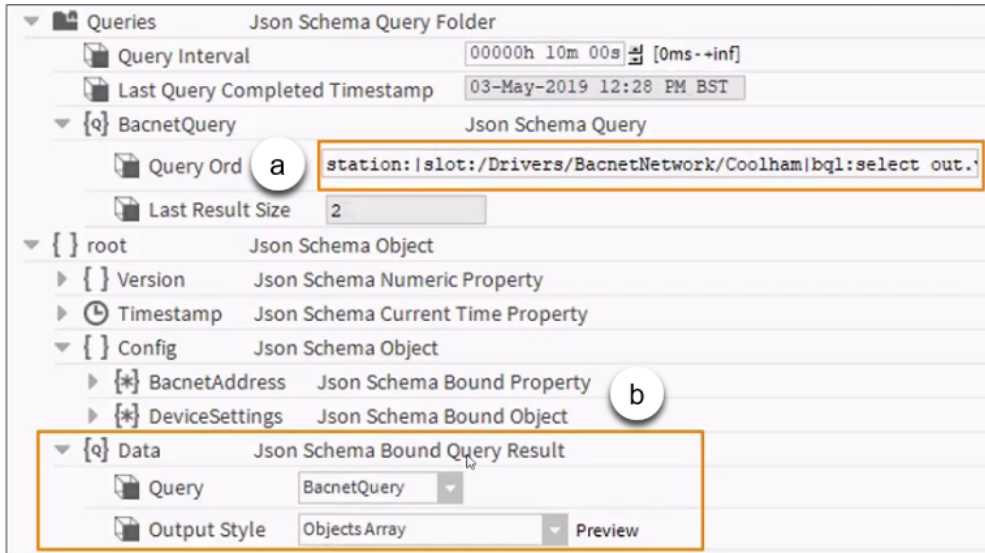 Queries Json Schema Query Folder
Query Interval 00000h 10m 00s [0ms-+inf]
Last Query Completed Timestamp 03-May-2019 12:28 PM BST
{q} BacnetQuery Json Schema Query
Query Ord a station:|slot:/Drivers/BacnetNetwork/Coolham|bql:select out.
Last Result Size 2
{ } root Json Schema Object
{ } Version Json Schema Numeric Property
Timestamp Json Schema Current Time Property
{ } Config Json Schema Object
{*} BacnetAddress Json Schema Bound Property
b
{*} DeviceSettings Json Schema Bound Object
{q} Data Json Schema Bound Query Result
Query BacnetQuery
Output Style Objects Array Preview